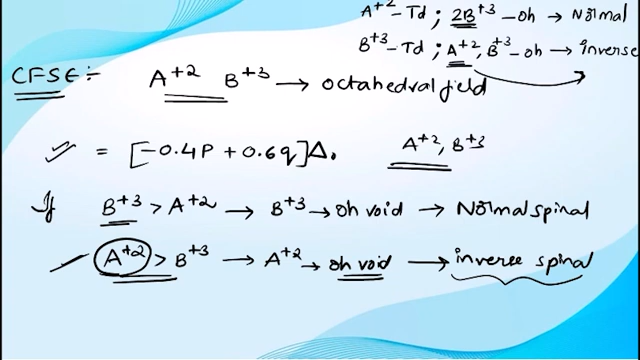 A+2 - Td ; 2B+3 - oh → Normal
B+3 - Td ; A+2, B+3 - oh → inverse
CFSE :- A+2 B+3 → octahedral field
= [-0.4P + 0.6q]Δo A+2, B+3
If B+3 > A+2 → B+3 → oh void → Normal spinal
A+2 > B+3 → A+2 → oh void → inverse spinal